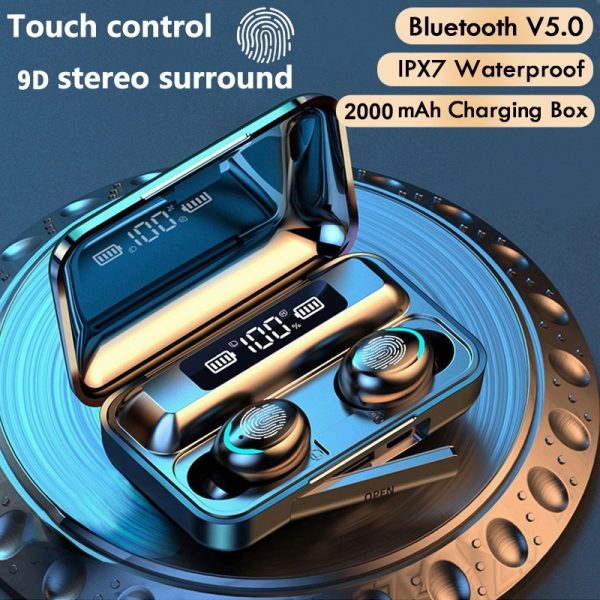 Touch control
9D stereo surround
Bluetooth V5.0
IPX7 Waterproof
2000 mAh Charging Box
100
100%
OPEN